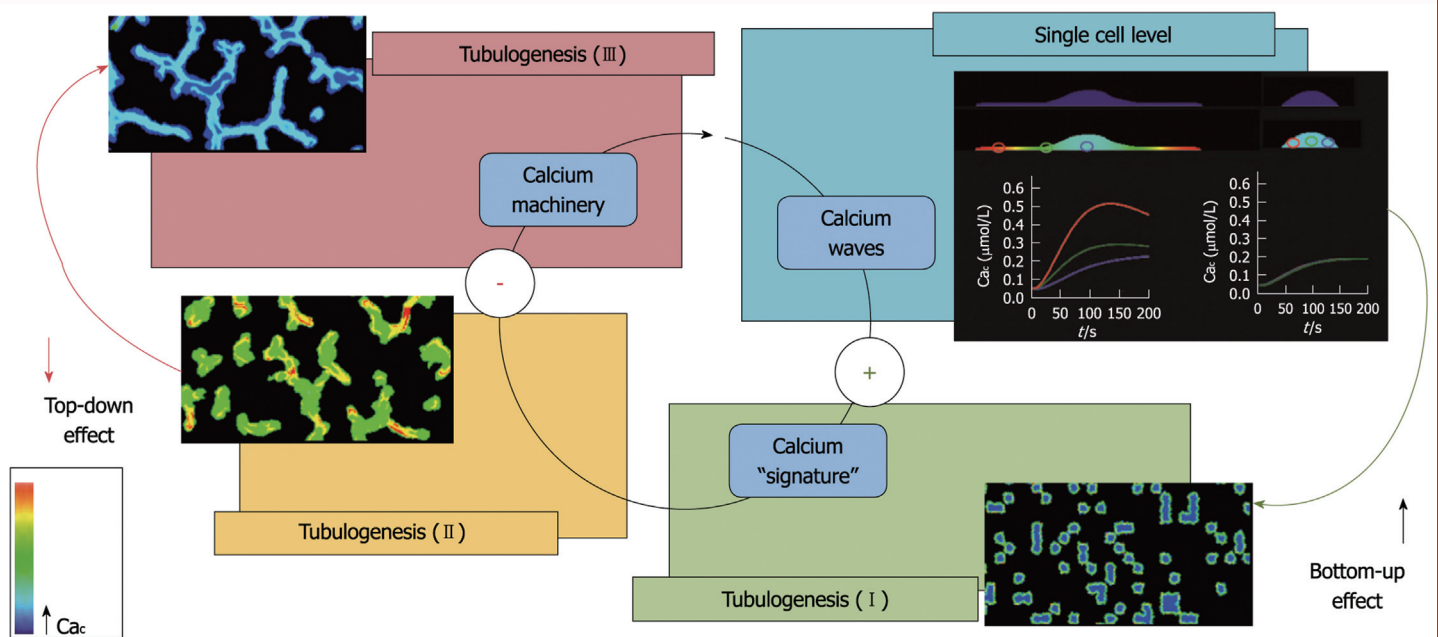 Tubulogenesis (Ⅲ)
Single cell level
Calcium
machinery
Calcium
waves
0.6
0.5
0.4
0.3
0.2
0.1
0.0
Cac (μmol/L)
0 50 100 150 200
t/s
0.6
0.5
0.4
0.3
0.2
0.1
0.0
Cac (μmol/L)
0 50 100 150 200
t/s
-
+
Top-down
effect
Calcium
“signature”
Tubulogenesis (Ⅱ)
Tubulogenesis (Ⅰ)
Bottom-up
effect
Cac